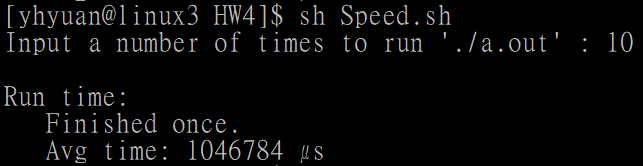 [yhyuan@linux3 HW4]$ sh Speed.sh
Input a number of times to run './a.out' : 10
Run time:
Finished once.
Avg time: 1046784 μs